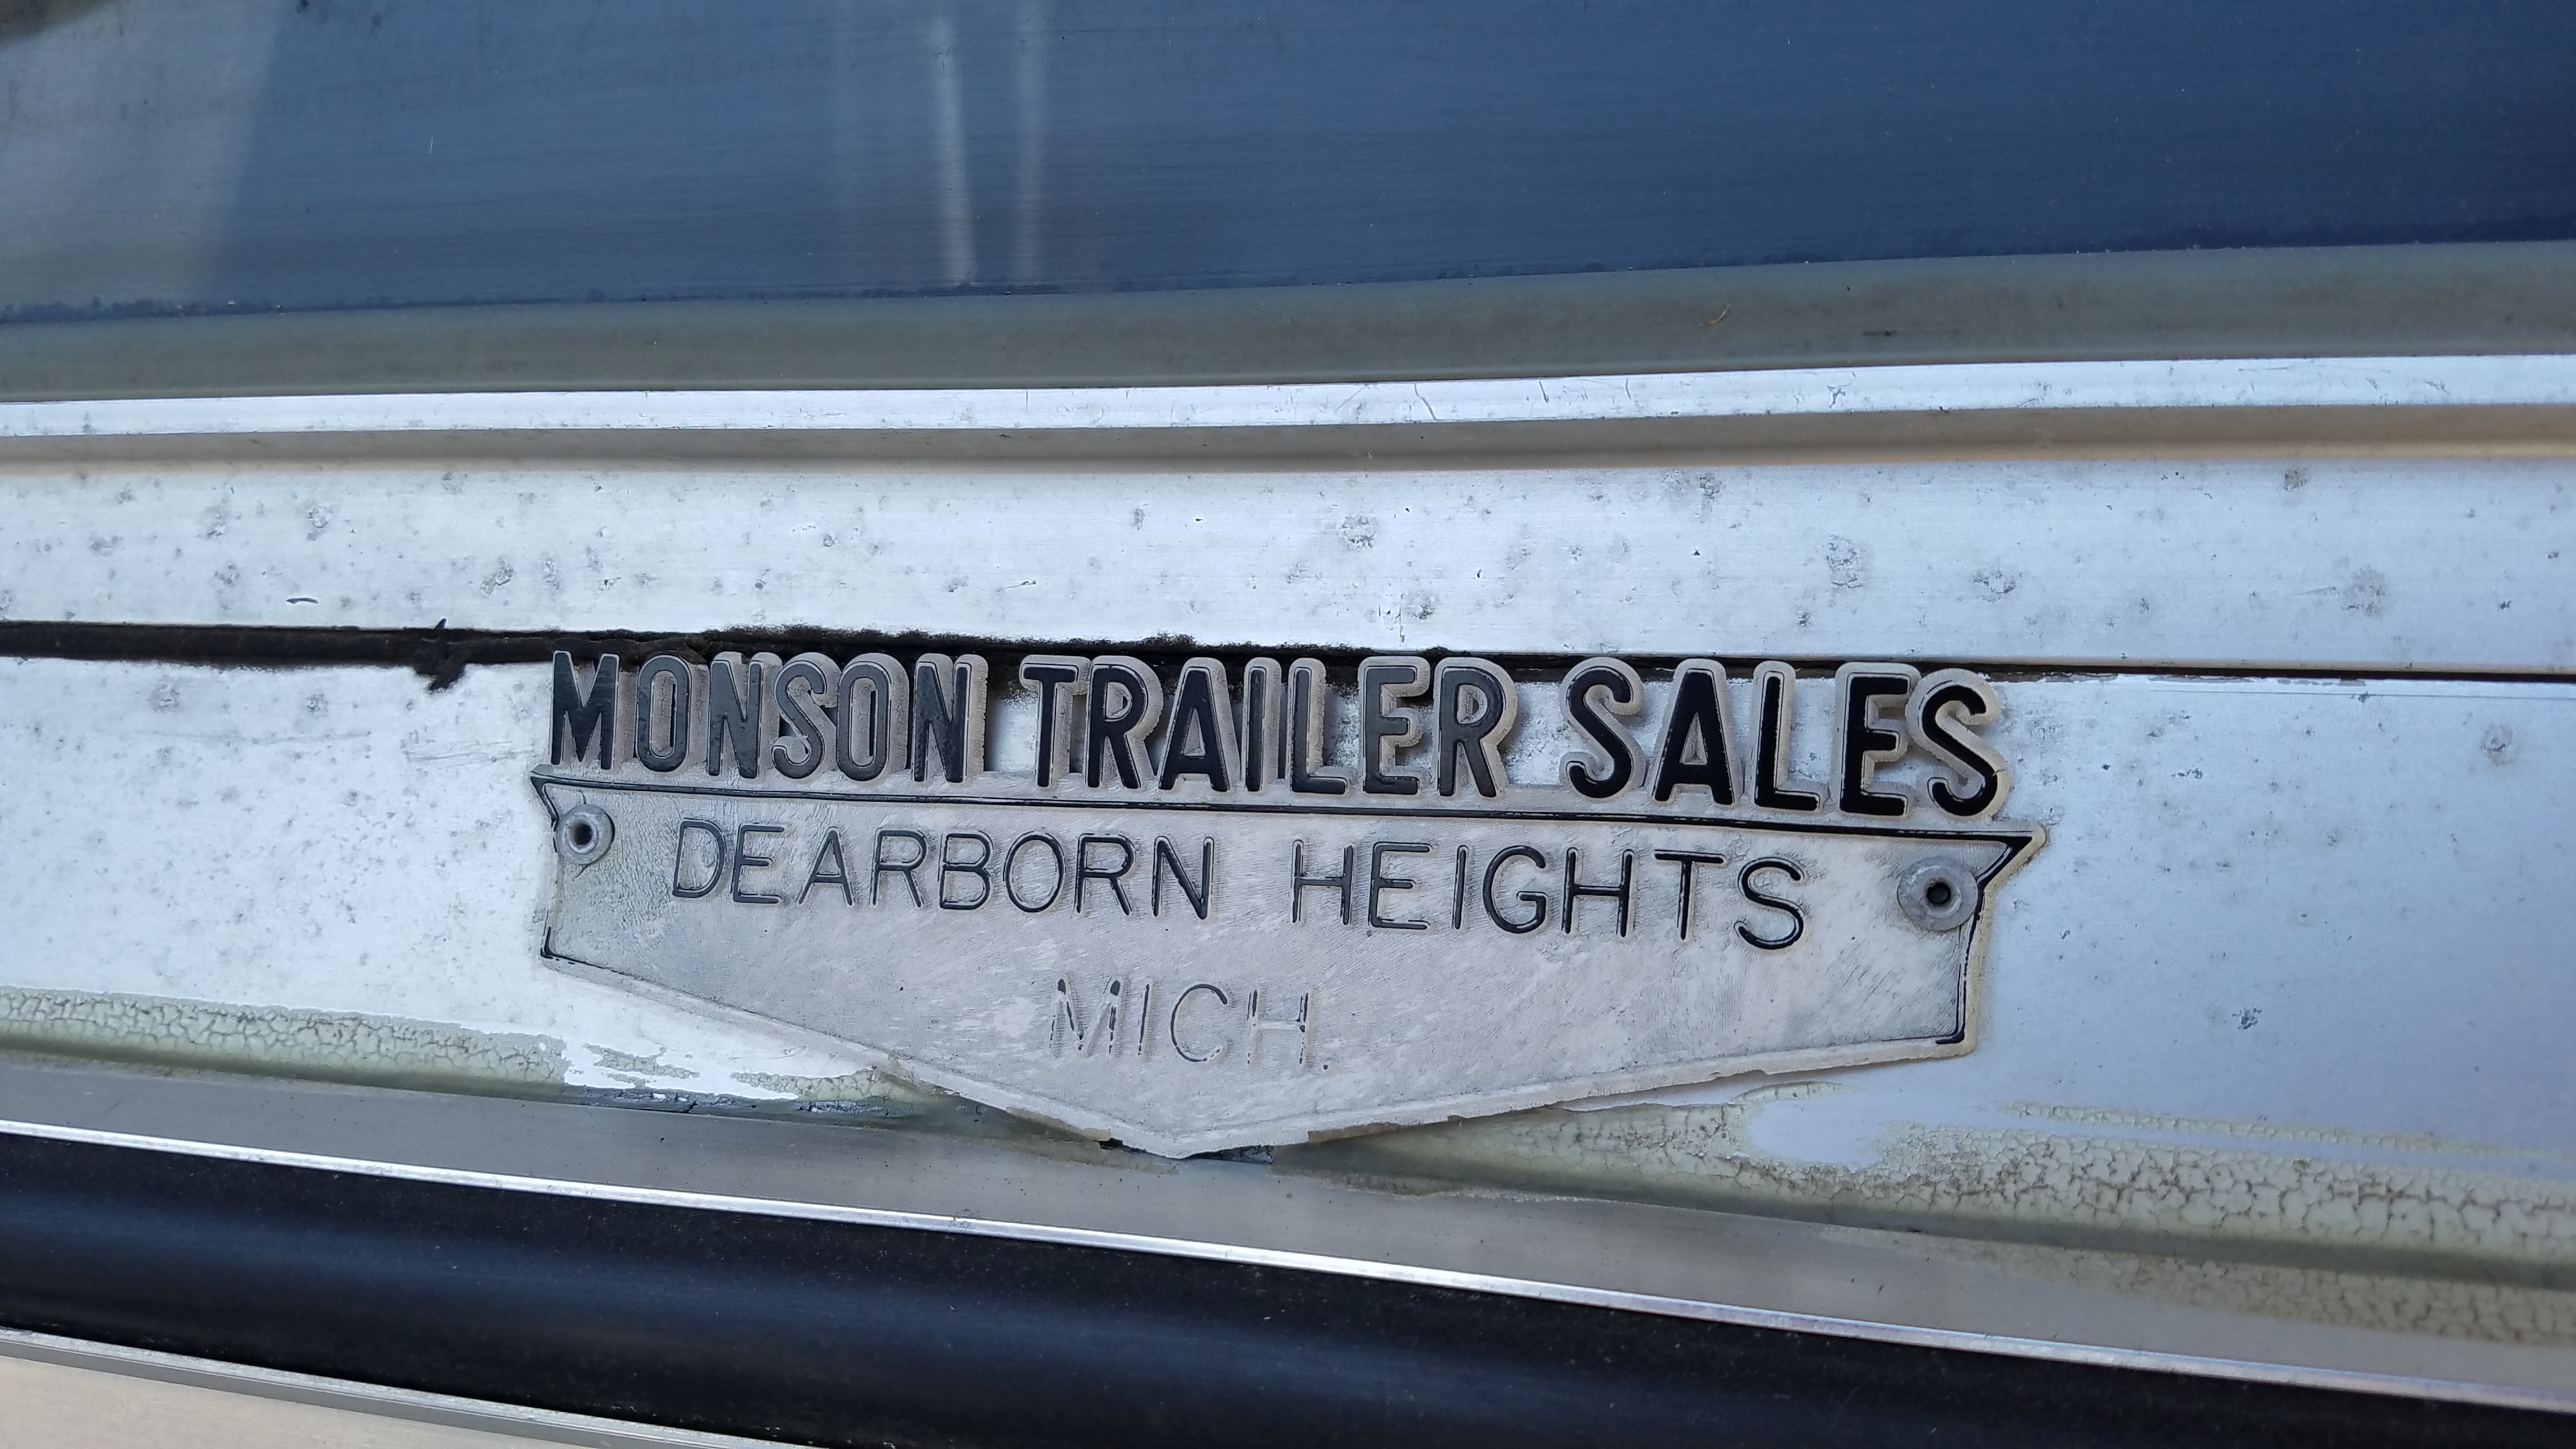 MONSON TRAILER SALES
DEARBORN HEIGHTS
MICH.